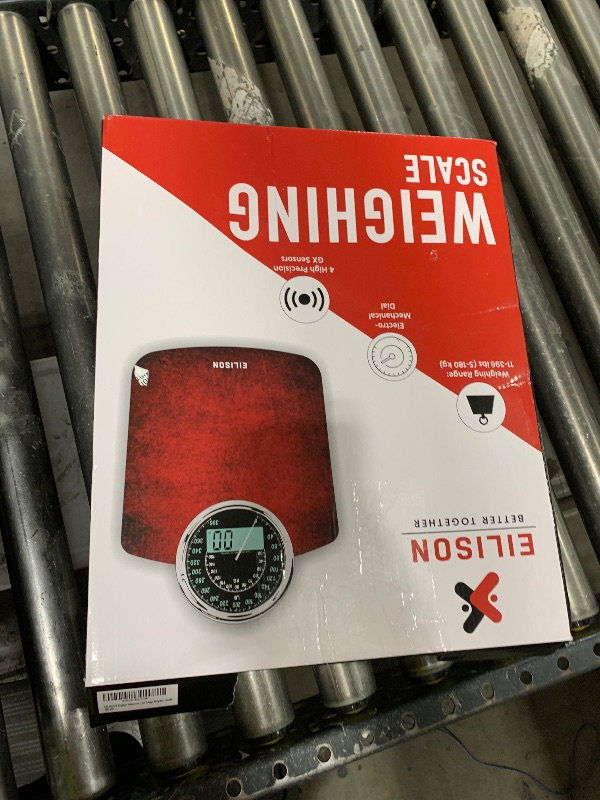 EILISON
BETTER TOGETHER
Weighing Range:
11-396 lbs (5-180 kg)
Electro-
Mechanical
Dial
4 High Precision
GX Sensors
WEIGHING
SCALE
00
EILISON